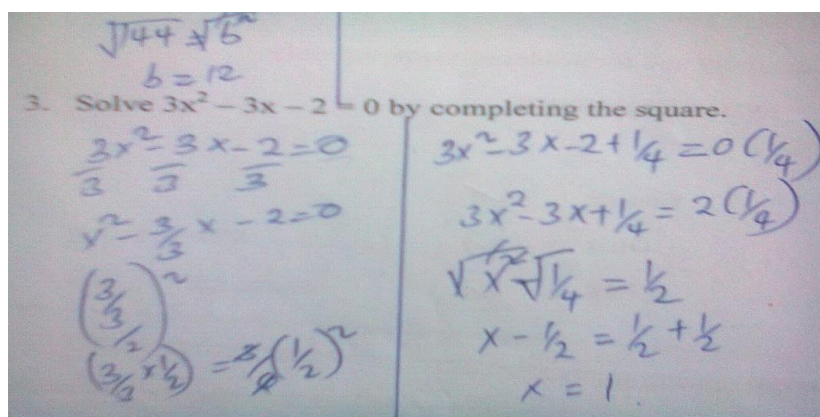 √144 = √b²
b = 12
3. Solve 3x² – 3x – 2 = 0 by completing the square.
3x²/3 - 3x/3 - 2/3 = 0
x² - 3/3 x - 2 = 0
(3/3/2)²
(3/3 x 1/2) = (1/2)²
3x² - 3x - 2 + 1/4 = 0 (1/4)
3x² - 3x + 1/4 = 2 (1/4)
√x² √1/4 = 1/2
x - 1/2 = 1/2 + 1/2
x = 1